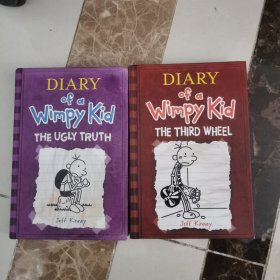 DIARY
of a
Wimpy Kid
THE UGLY TRUTH
Jeff Kinney
DIARY
of a
Wimpy Kid
THE THIRD WHEEL
Jeff Kinney